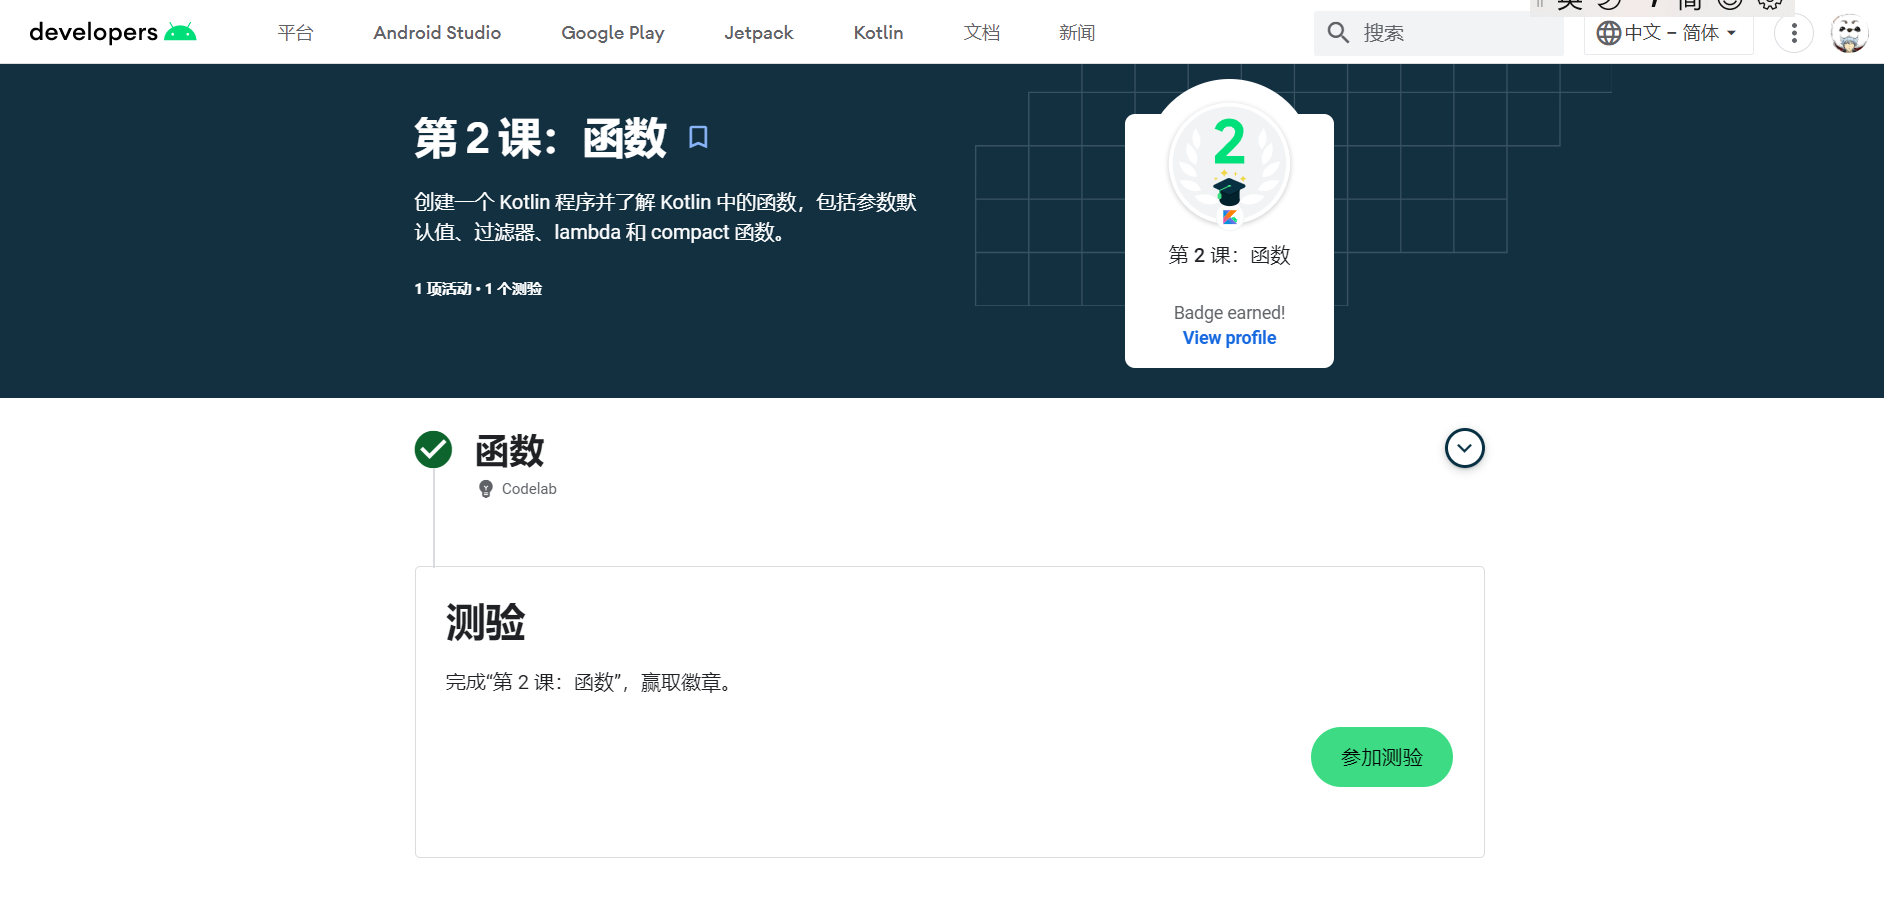 developers
平台
Android Studio
Google Play
Jetpack
Kotlin
文档
新闻
搜索
中文 – 简体
第 2 课：函数
创建一个 Kotlin 程序并了解 Kotlin 中的函数，包括参数默
认值、过滤器、lambda 和 compact 函数。
1 项活动 • 1 个测验
2
第 2 课：函数
Badge earned!
View profile
函数
Codelab
测验
完成“第 2 课：函数”，赢取徽章。
参加测验